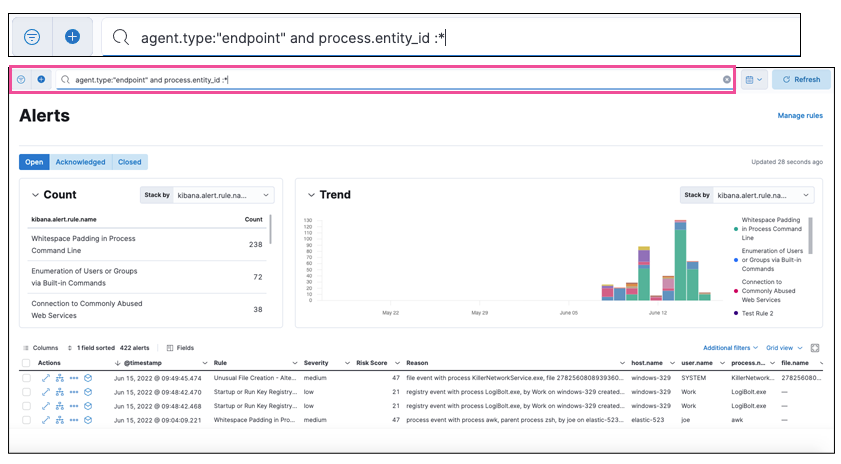 agent.type:"endpoint" and process.entity_id :*
agent.type:"endpoint" and process.entity_id :*
Refresh
Alerts
Manage rules
Open Acknowledged Closed
Updated 28 seconds ago
Count
Stack by kibana.alert.rule.na...
kibana.alert.rule.name Count
Whitespace Padding in Process
Command Line
238
Enumeration of Users or Groups
via Built-in Commands
72
Connection to Commonly Abused
Web Services
38
Trend
Stack by kibana.alert.rule.na...
130
120
110
100
90
80
70
60
50
40
30
20
10
0
May 22 May 29 June 05 June 12
Whitespace Padding
in Process Command
Line
Enumeration of Users
or Groups via Built-in
Commands
Connection to
Commonly Abused
Web Services
Test Rule 2
Columns 1 field sorted 422 alerts Fields
Additional filters Grid view
Actions @timestamp Rule Severity Risk Score Reason host.name user.name process.n... file.name
Jun 15, 2022 @ 09:49:45.474 Unusual File Creation - Alte... medium 47 file event with process KillerNetworkService.exe, file 2782560808939360... windows-329 SYSTEM KillerNetwork...278256080...
Jun 15, 2022 @ 09:48:42.470 Startup or Run Key Registry... low 21 registry event with process LogiBolt.exe, by Work on windows-329 created... windows-329 Work LogiBolt.exe —
Jun 15, 2022 @ 09:48:42.468 Startup or Run Key Registry... low 21 registry event with process LogiBolt.exe, by Work on windows-329 created... windows-329 Work LogiBolt.exe —
Jun 15, 2022 @ 09:04:09.221 Whitespace Padding in Pro... medium 47 process event with process awk, parent process zsh, by joe on elastic-523... elastic-523 joe awk —